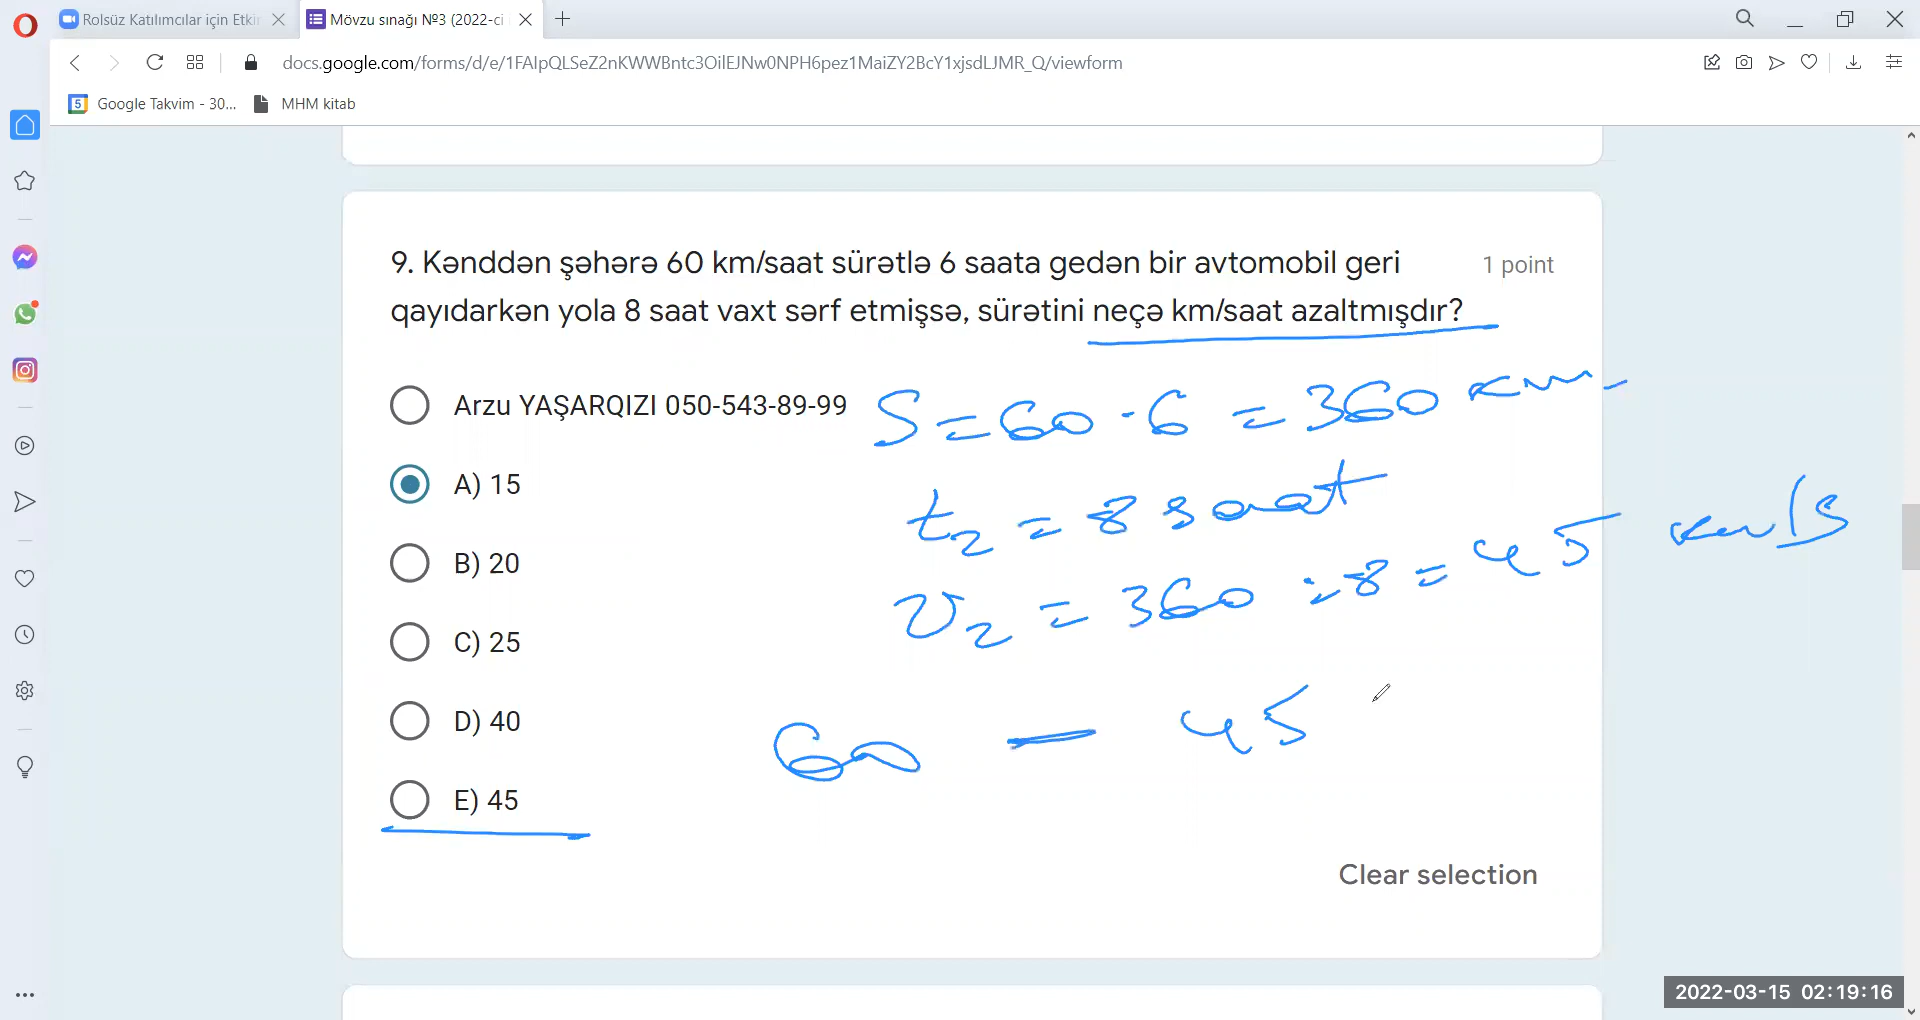 Rolsüz Katılımcılar için Etkin
Mövzu sınağı №3 (2022-ci
docs.google.com/forms/d/e/1FAIpQLSeZ2nKWWBntc3OilEJNw0NPH6pez1MaiZY2BcY1xjsdLJMR_Q/viewform
5 Google Takvim - 30...
MHM kitab
9. Kənddən şəhərə 60 km/saat sürətlə 6 saata gedən bir avtomobil geri
1 point
qayıdarkən yola 8 saat vaxt sərf etmişsə, sürətini neçə km/saat azaltmışdır?
Arzu YAŞARQIZI 050-543-89-99
S = 60 · 6 = 360 km
A) 15
t2 = 8 saat
B) 20
v2 = 360 : 8 = 45 km/s
C) 25
D) 40
60 — 45
E) 45
Clear selection
2022-03-15 02:19:16